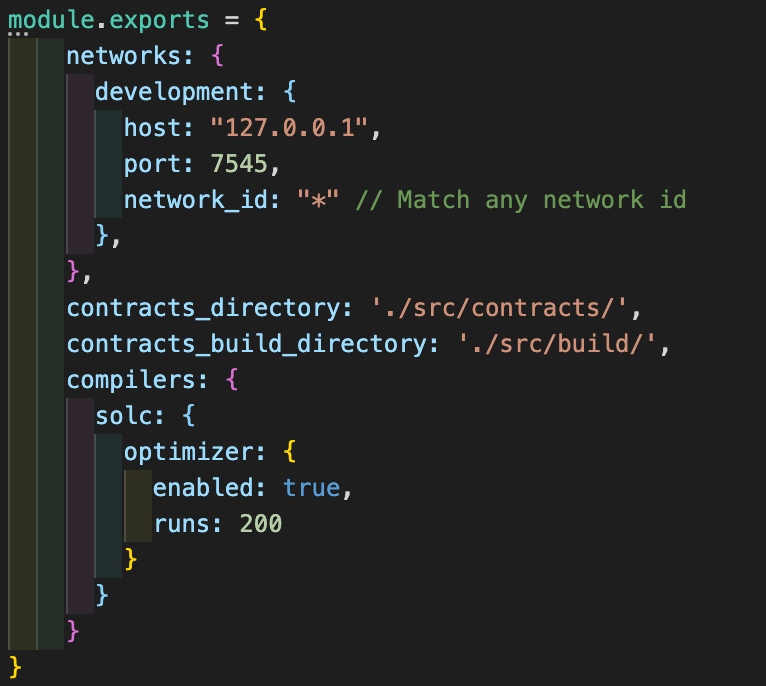 module.exports = {
    networks: {
      development: {
        host: "127.0.0.1",
        port: 7545,
        network_id: "*" // Match any network id
      },
    },
    contracts_directory: './src/contracts/',
    contracts_build_directory: './src/build/',
    compilers: {
      solc: {
        optimizer: {
          enabled: true,
          runs: 200
        }
      }
    }
}